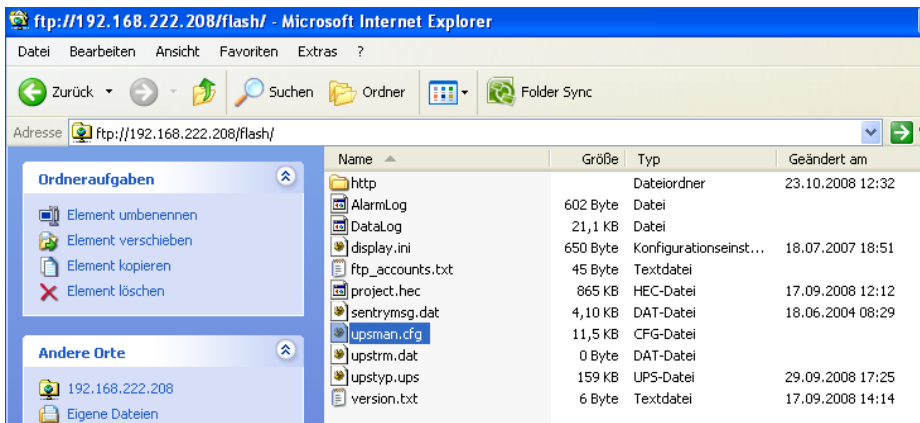 ftp://192.168.222.208/flash/ - Microsoft Internet Explorer
Datei Bearbeiten Ansicht Favoriten Extras ?
Zurück Suchen Ordner Folder Sync
Adresse ftp://192.168.222.208/flash/
Ordneraufgaben
Element umbenennen
Element verschieben
Element kopieren
Element löschen
Andere Orte
192.168.222.208
Eigene Dateien
Name Größe Typ Geändert am
http Dateiordner 23.10.2008 12:32
AlarmLog 602 Byte Datei
DataLog 21,1 KB Datei
display.ini 650 Byte Konfigurationseinst... 18.07.2007 18:51
ftp_accounts.txt 45 Byte Textdatei
project.hec 865 KB HEC-Datei 17.09.2008 12:12
sentrymsg.dat 4,10 KB DAT-Datei 18.06.2004 08:29
upsman.cfg 11,5 KB CFG-Datei
upstrm.dat 0 Byte DAT-Datei
upstyp.ups 159 KB UPS-Datei 29.09.2008 17:25
version.txt 6 Byte Textdatei 17.09.2008 14:14